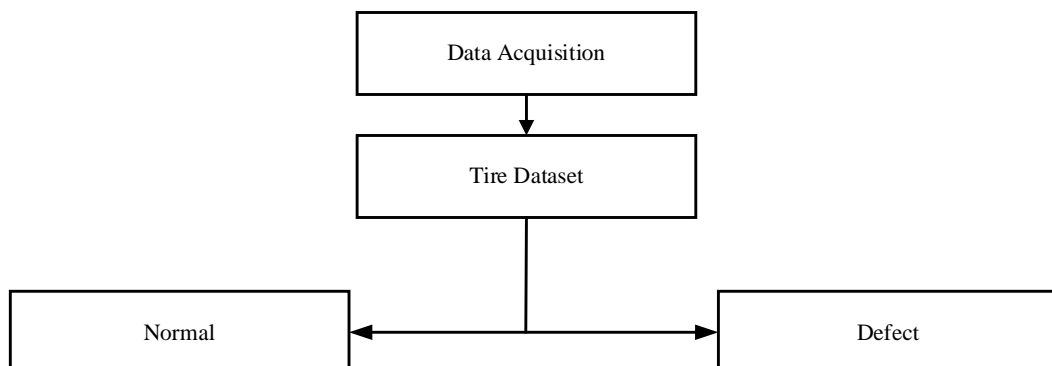 Data Acquisition
Tire Dataset
Normal
Defect